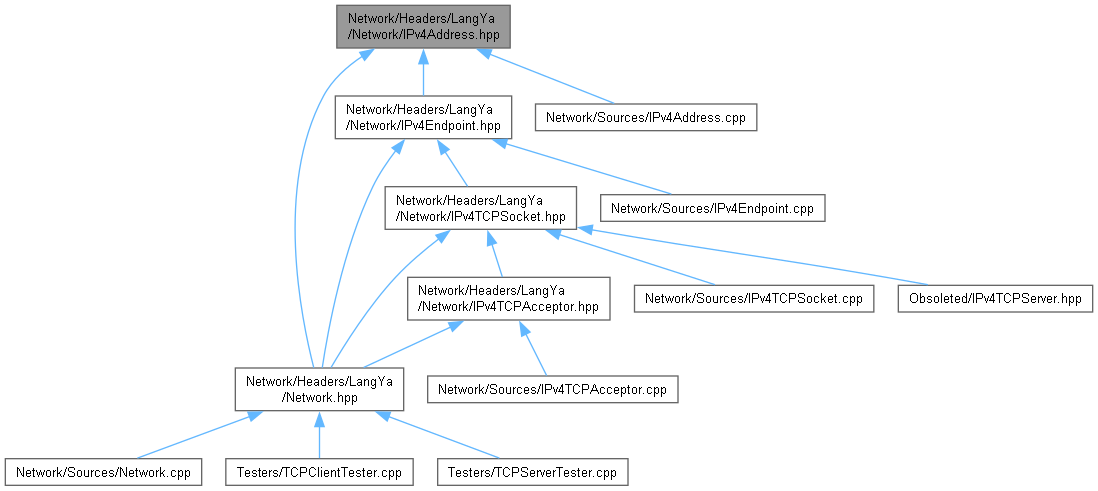 Network/Headers/LangYa
/Network/IPv4Address.hpp
Network/Headers/LangYa
/Network/IPv4Endpoint.hpp
Network/Sources/IPv4Address.cpp
Network/Headers/LangYa
/Network/IPv4TCPSocket.hpp
Network/Sources/IPv4Endpoint.cpp
Network/Headers/LangYa
/Network/IPv4TCPAcceptor.hpp
Network/Sources/IPv4TCPSocket.cpp
Obsoleted/IPv4TCPServer.hpp
Network/Headers/LangYa
/Network.hpp
Network/Sources/IPv4TCPAcceptor.cpp
Network/Sources/Network.cpp
Testers/TCPClientTester.cpp
Testers/TCPServerTester.cpp